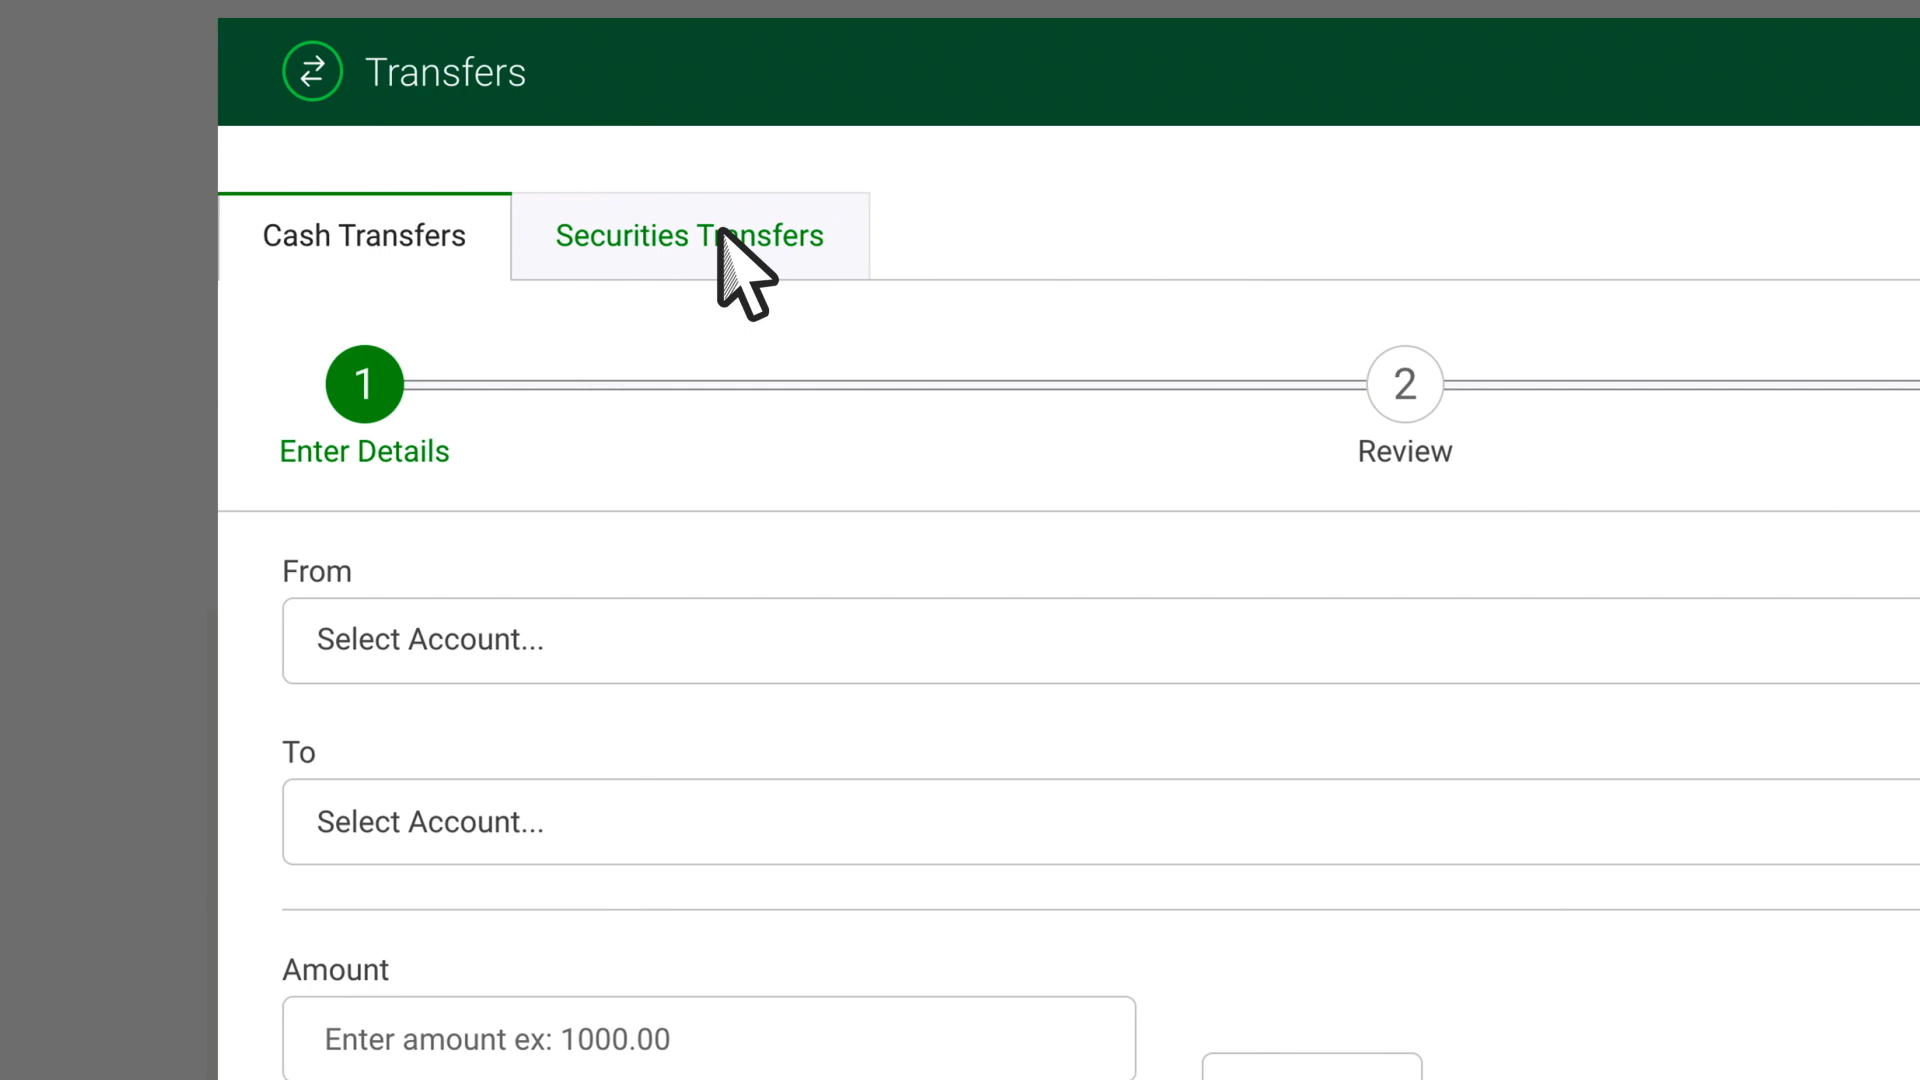 Transfers
Cash Transfers
Securities Transfers
1
2
Enter Details
Review
From
Select Account...
To
Select Account...
Amount
Enter amount ex: 1000.00